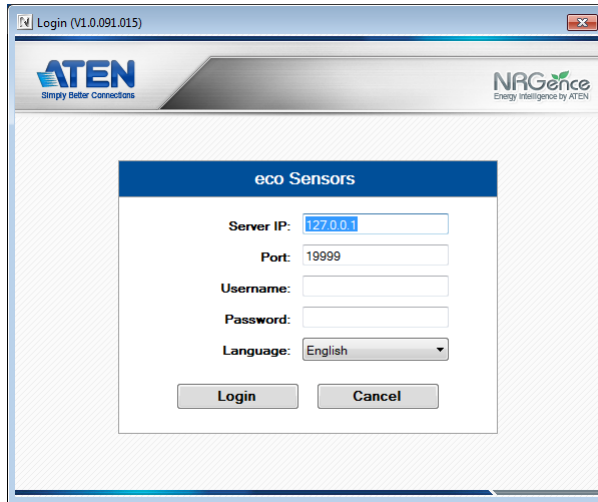 Login (V1.0.091.015)
ATEN
Simply Better Connections
NRGence
Energy Intelligence by ATEN
eco Sensors
Server IP: 127.0.0.1
Port: 19999
Username:
Password:
Language: English
Login Cancel